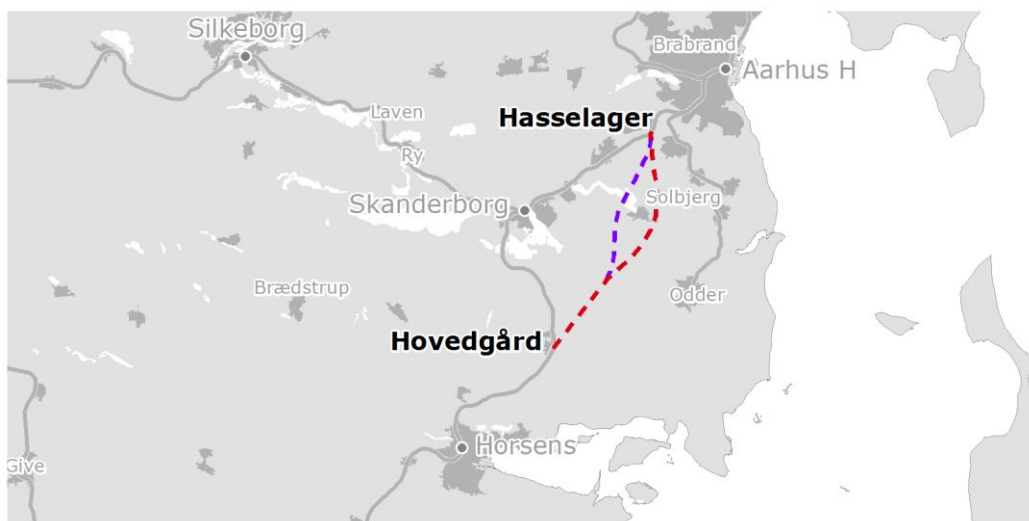 Silkeborg
Brabrand
Aarhus H
Laven
Hasselager
Ry
Skanderborg
Solbjerg
Brædstrup
Odder
Hovedgård
Horsens
Give